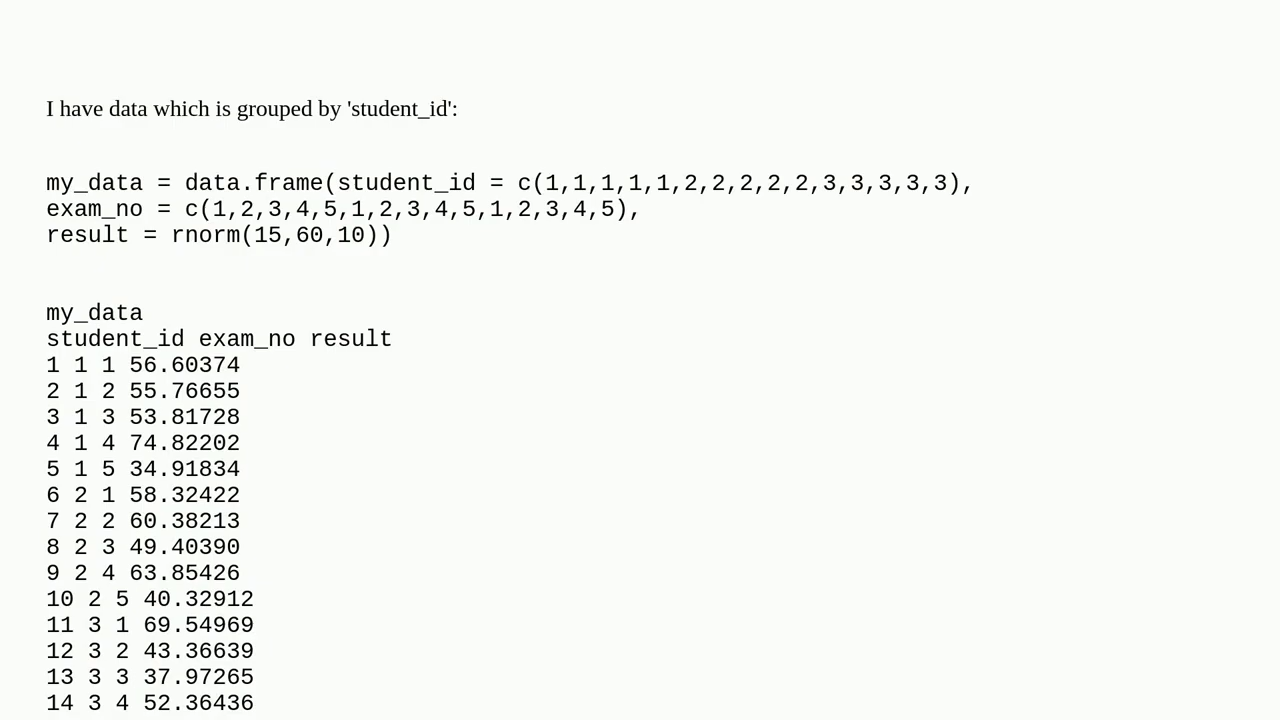 I have data which is grouped by 'student_id':
my_data = data.frame(student_id = c(1,1,1,1,1,2,2,2,2,2,3,3,3,3,3),
exam_no = c(1,2,3,4,5,1,2,3,4,5,1,2,3,4,5),
result = rnorm(15,60,10))
my_data
student_id exam_no result
1 1 1 56.60374
2 1 2 55.76655
3 1 3 53.81728
4 1 4 74.82202
5 1 5 34.91834
6 2 1 58.32422
7 2 2 60.38213
8 2 3 49.40390
9 2 4 63.85426
10 2 5 40.32912
11 3 1 69.54969
12 3 2 43.36639
13 3 3 37.97265
14 3 4 52.36436